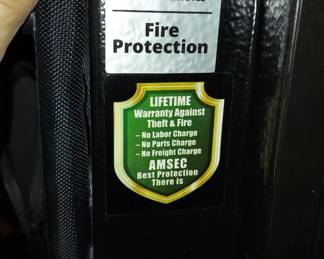 Fire
Protection
LIFETIME
Warranty Against
Theft & Fire
– No Labor Charge
– No Parts Charge
– No Freight Charge
AMSEC
Best Protection
There is